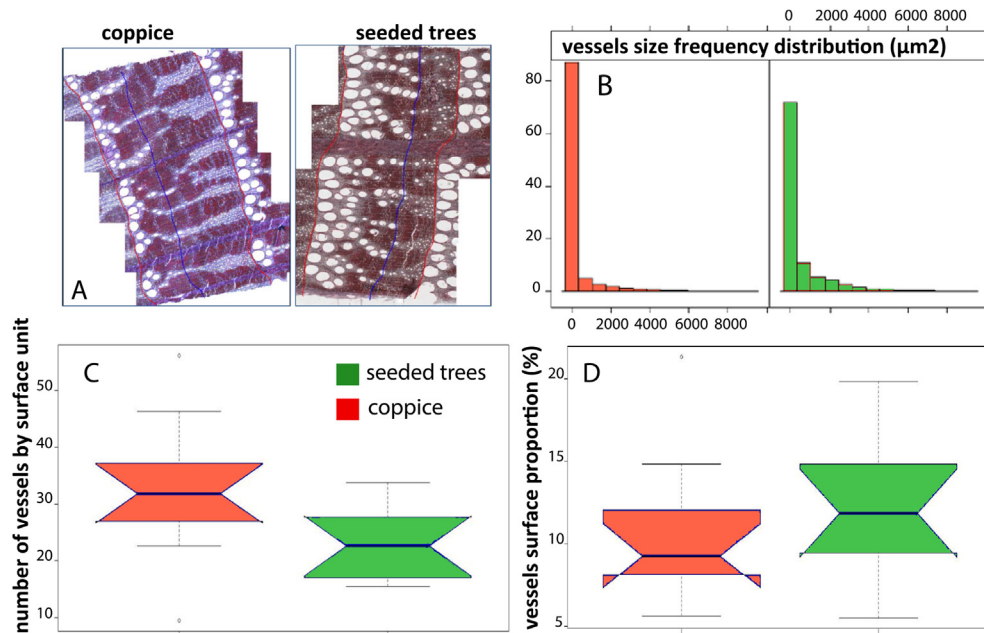 coppice
seeded trees
A
0 2000 4000 6000 8000
vessels size frequency distribution (µm2)
B
80
60
40
20
0
0 2000 4000 6000 8000
number of vessels by surface unit
C
seeded trees
coppice
50
40
30
20
10
vessels surface proportion (%)
D
20
15
10
5